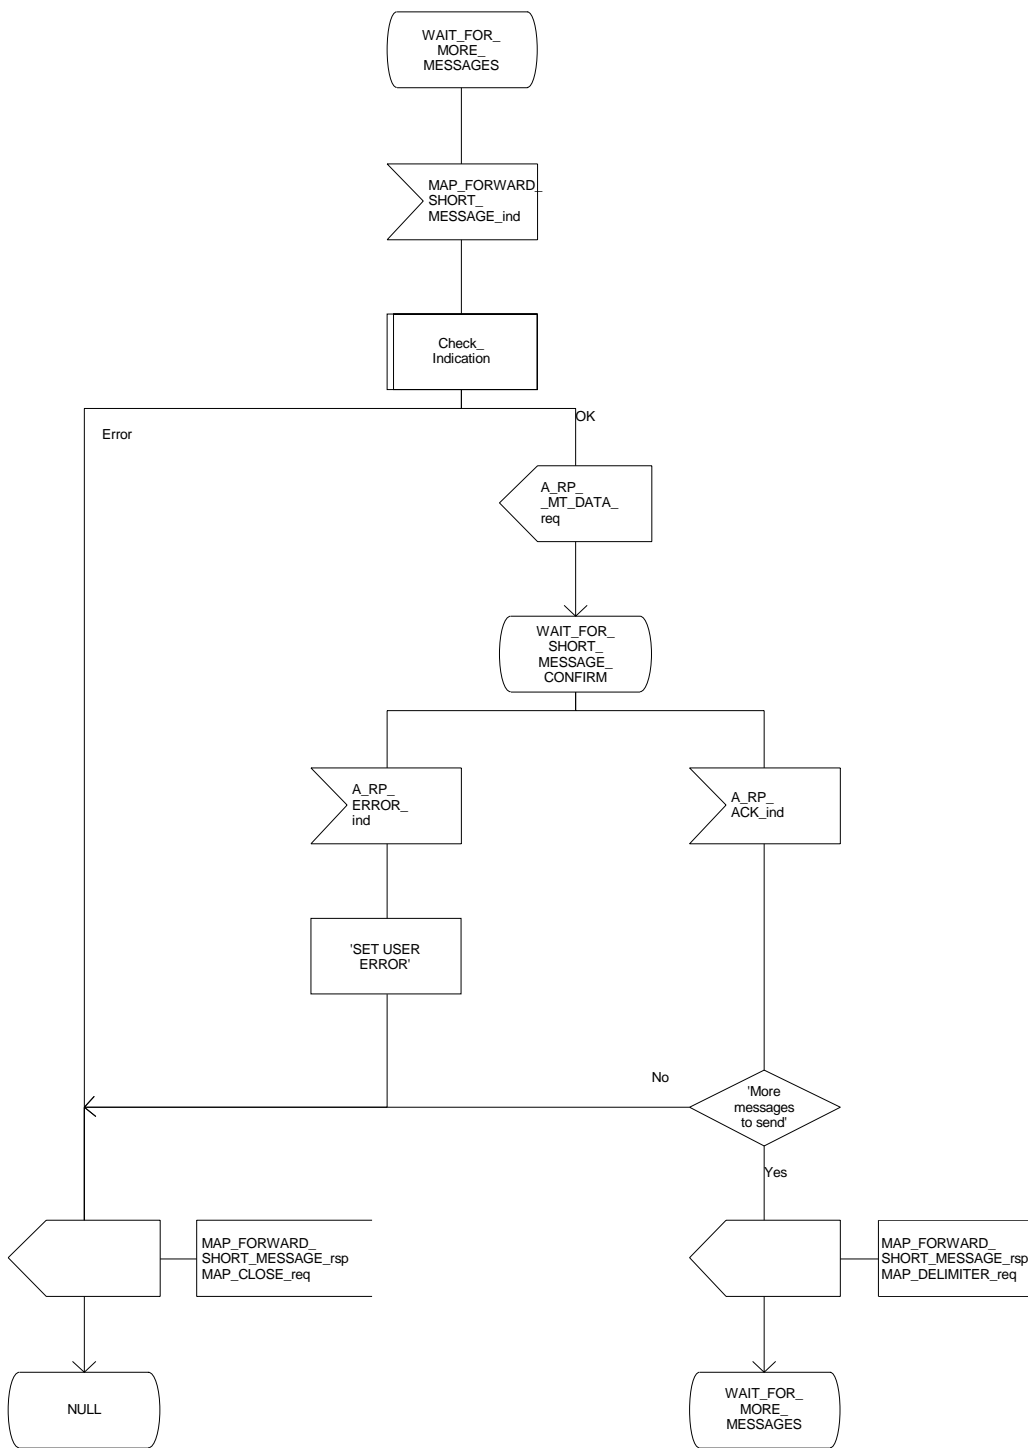 WAIT_FOR_
MORE_
MESSAGES
MAP_FORWARD_
SHORT_
MESSAGE_ind
Check_
Indication
OK
Error
A_RP_
_MT_DATA_
req
WAIT_FOR_
SHORT_
MESSAGE_
CONFIRM
A_RP_
ERROR_
ind
A_RP_
ACK_ind
'SET USER
ERROR'
No
'More
messages
to send'
Yes
MAP_FORWARD_
SHORT_MESSAGE_rsp
MAP_CLOSE_req
MAP_FORWARD_
SHORT_MESSAGE_rsp
MAP_DELIMITER_req
NULL
WAIT_FOR_
MORE_
MESSAGES